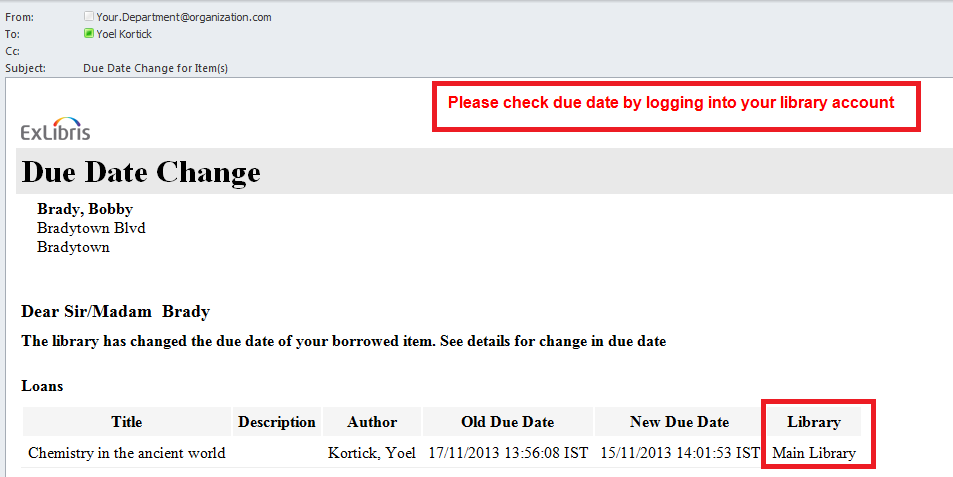 From: Your.Department@organization.com
To: Yoel Kortick
Cc:
Subject: Due Date Change for Item(s)
Please check due date by logging into your library account
ExLibris
Due Date Change
Brady, Bobby
Bradytown Blvd
Bradytown
Dear Sir/Madam Brady
The library has changed the due date of your borrowed item. See details for change in due date
Loans
Title Description Author Old Due Date New Due Date Library
Chemistry in the ancient world Kortick, Yoel 17/11/2013 13:56:08 IST 15/11/2013 14:01:53 IST Main Library